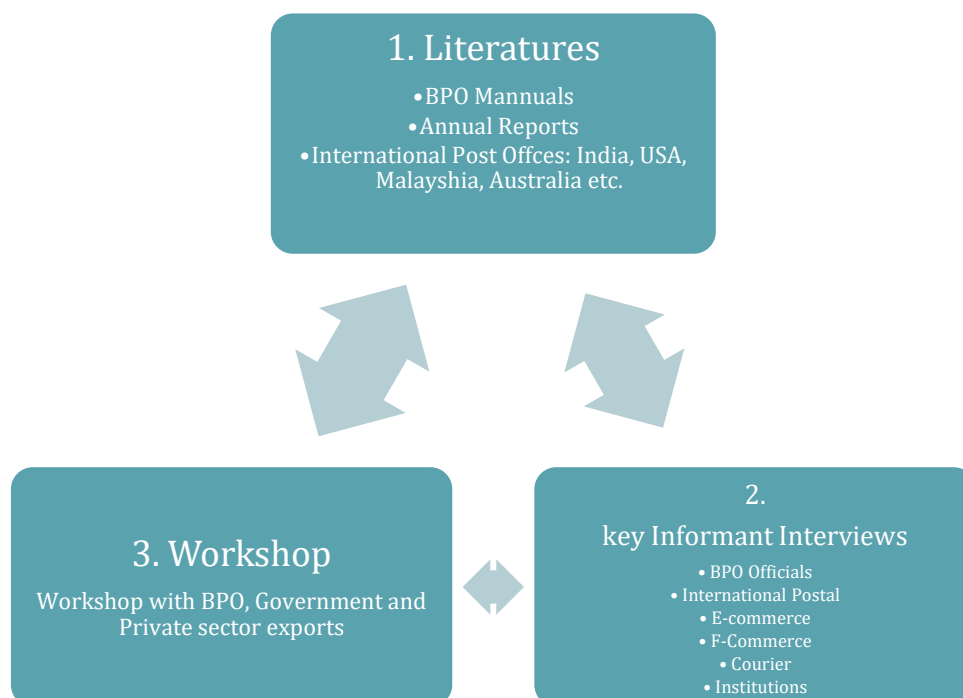 1. Literatures
•BPO Mannuals
•Annual Reports
•International Post Offces: India, USA,
Malayshia, Australia etc.
2.
key Informant Interviews
• BPO Officials
• International Postal
• E-commerce
• F-Commerce
• Courier
• Institutions
3. Workshop
Workshop with BPO, Government and
Private sector exports